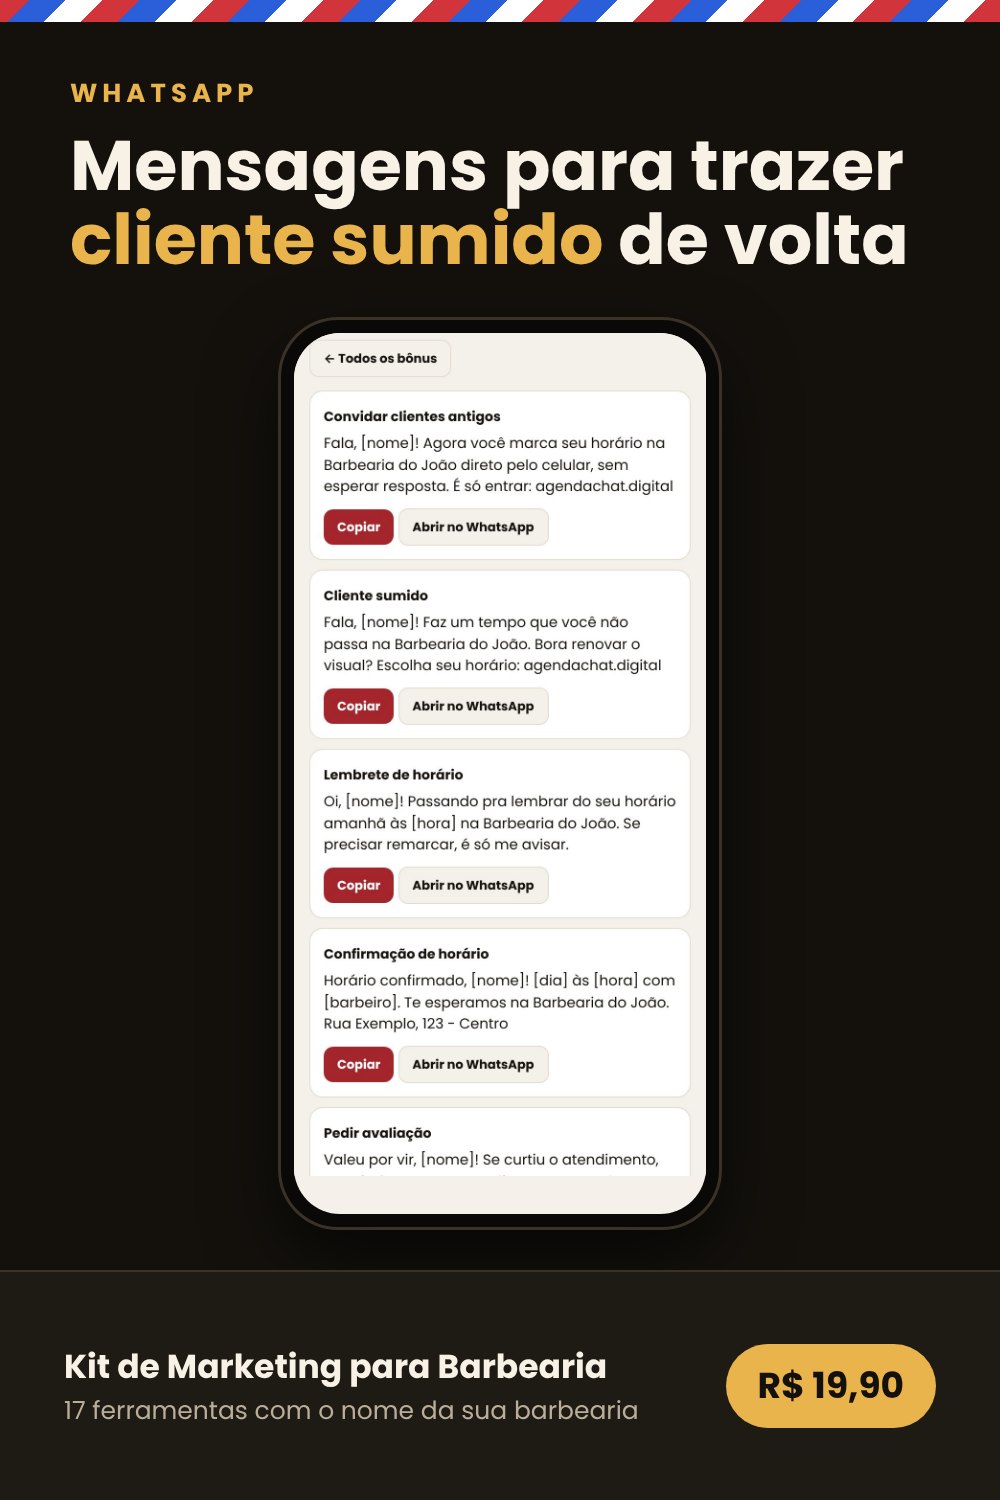 WHATSAPP
Mensagens para trazer
cliente sumido de volta
← Todos os bônus
Convidar clientes antigos
Fala, [nome]! Agora você marca seu horário na
Barbearia do João direto pelo celular, sem
esperar resposta. É só entrar: agendachat.digital
Copiar
Abrir no WhatsApp
Cliente sumido
Fala, [nome]! Faz um tempo que você não
passa na Barbearia do João. Bora renovar o
visual? Escolha seu horário: agendachat.digital
Copiar
Abrir no WhatsApp
Lembrete de horário
Oi, [nome]! Passando pra lembrar do seu horário
amanhã às [hora] na Barbearia do João. Se
precisar remarcar, é só me avisar.
Copiar
Abrir no WhatsApp
Confirmação de horário
Horário confirmado, [nome]! [dia] às [hora] com
[barbeiro]. Te esperamos na Barbearia do João.
Rua Exemplo, 123 - Centro
Copiar
Abrir no WhatsApp
Pedir avaliação
Valeu por vir, [nome]! Se curtiu o atendimento,
Kit de Marketing para Barbearia
17 ferramentas com o nome da sua barbearia
R$ 19,90